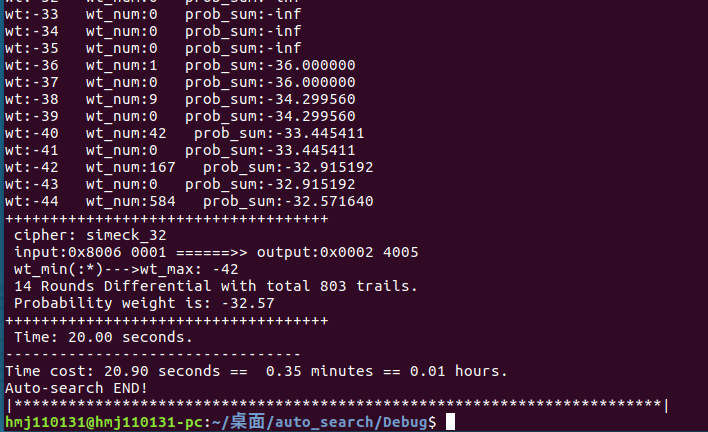 wt:-33   wt_num:0   prob_sum:-inf
wt:-34   wt_num:0   prob_sum:-inf
wt:-35   wt_num:0   prob_sum:-inf
wt:-36   wt_num:1   prob_sum:-36.000000
wt:-37   wt_num:0   prob_sum:-36.000000
wt:-38   wt_num:9   prob_sum:-34.299560
wt:-39   wt_num:0   prob_sum:-34.299560
wt:-40   wt_num:42   prob_sum:-33.445411
wt:-41   wt_num:0   prob_sum:-33.445411
wt:-42   wt_num:167   prob_sum:-32.915192
wt:-43   wt_num:0   prob_sum:-32.915192
wt:-44   wt_num:584   prob_sum:-32.571640
++++++++++++++++++++++++++++++++++++
 cipher: simeck_32
 input:0x8006 0001 ======>> output:0x0002 4005
 wt_min(:*)--->wt_max: -42
 14 Rounds Differential with total 803 trails.
 Probability weight is: -32.57
++++++++++++++++++++++++++++++++++++
 Time: 20.00 seconds.
---------------------------------
Time cost: 20.90 seconds ==  0.35 minutes == 0.01 hours.
Auto-search END!
|************************************************************************|
hmj110131@hmj110131-pc:~/桌面/auto_search/Debug$